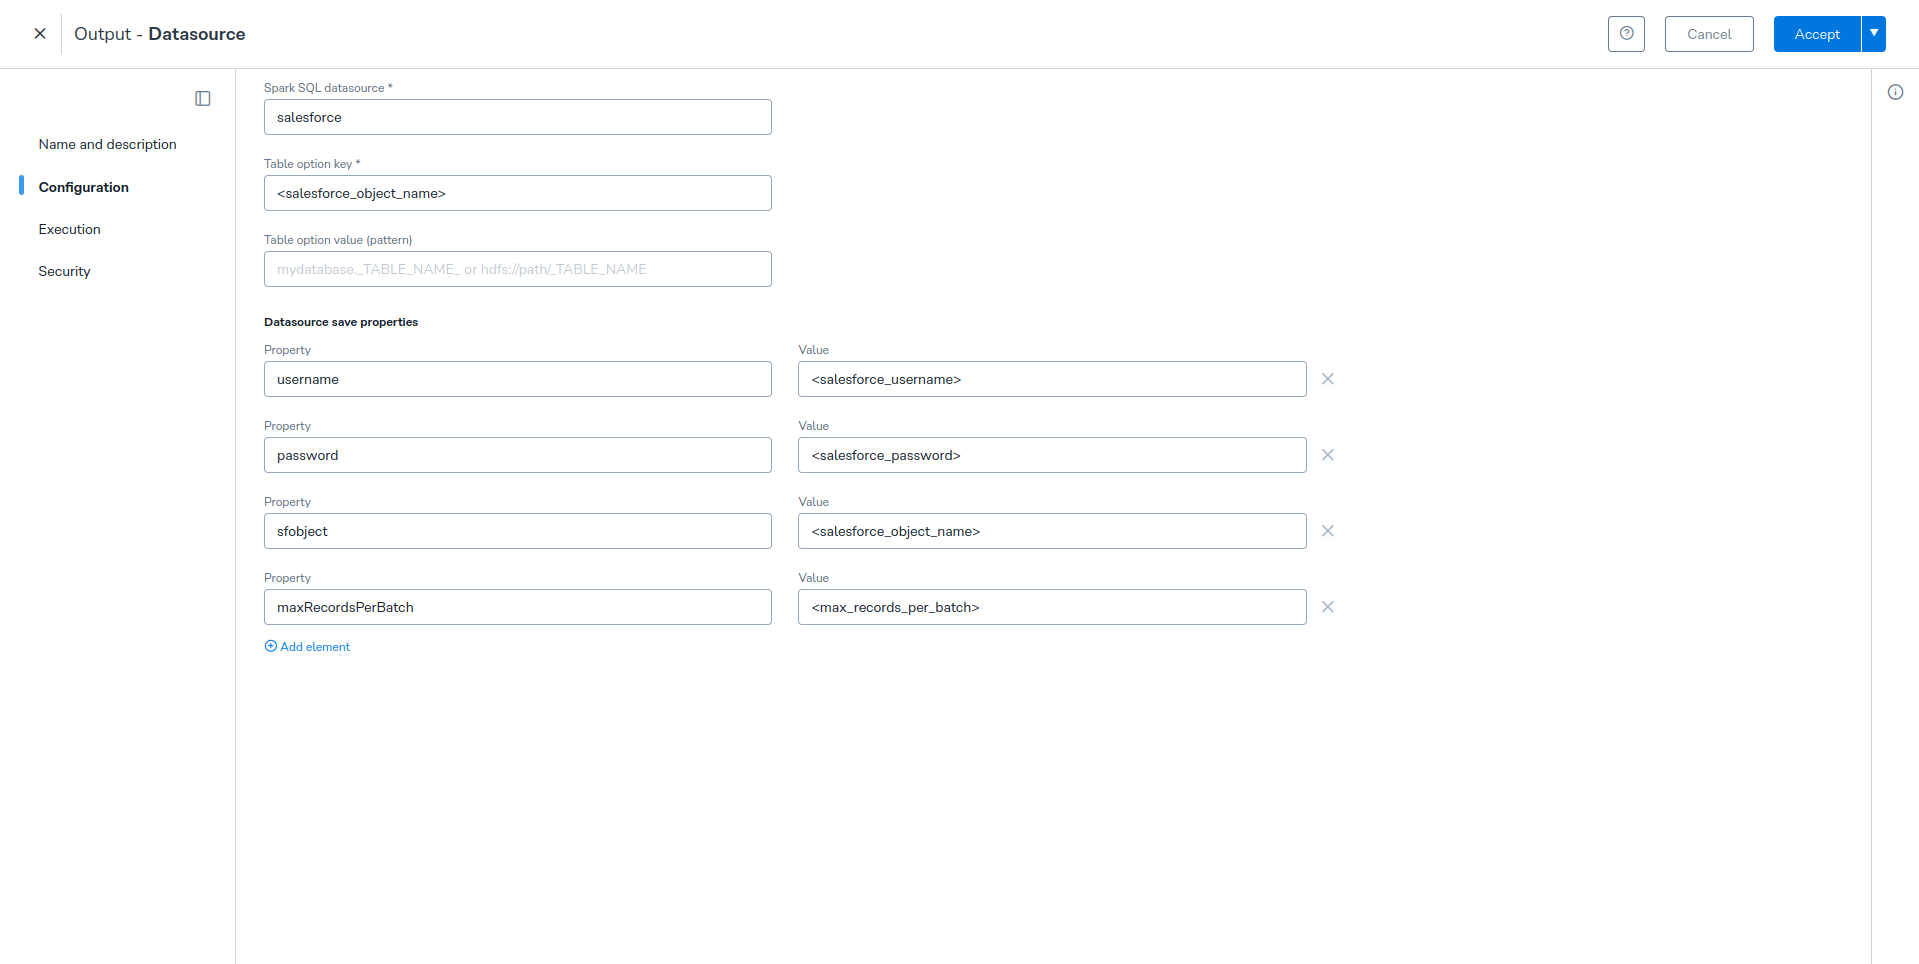 Output - Datasource
Cancel
Accept
Name and description
Configuration
Execution
Security
Spark SQL datasource *
salesforce
Table option key *
<salesforce_object_name>
Table option value (pattern)
mydatabase._TABLE_NAME_ or hdfs://path/_TABLE_NAME
Datasource save properties
Property Value
username <salesforce_username>
Property Value
password <salesforce_password>
Property Value
sfobject <salesforce_object_name>
Property Value
maxRecordsPerBatch <max_records_per_batch>
Add element